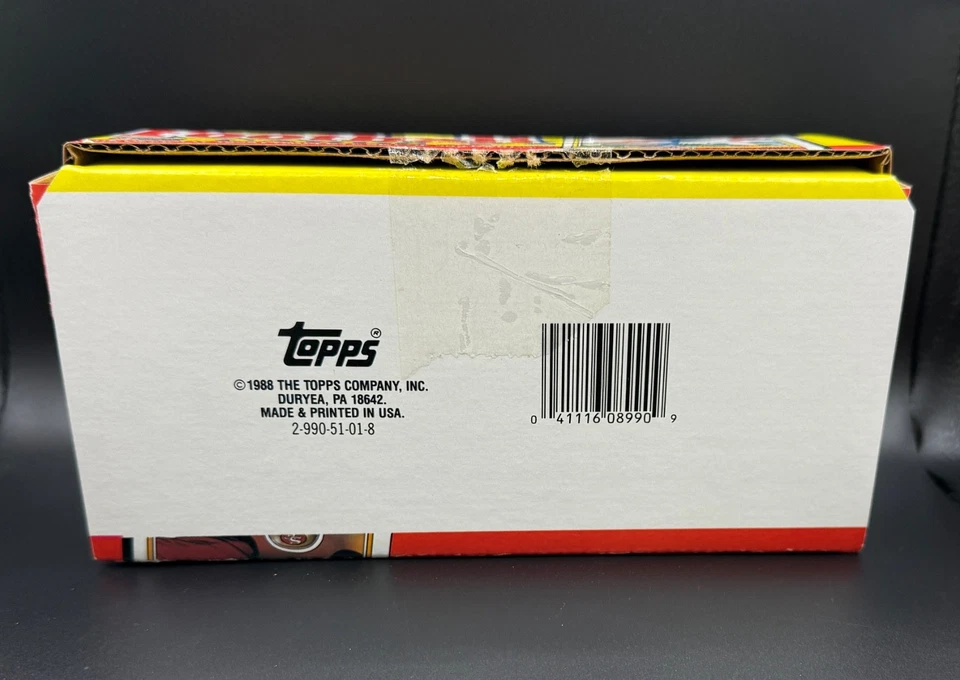 Topps®
©1988 THE TOPPS COMPANY, INC.
DURYEA, PA 18642.
MADE & PRINTED IN USA.
2-990-51-01-8
0 41116 08990 9